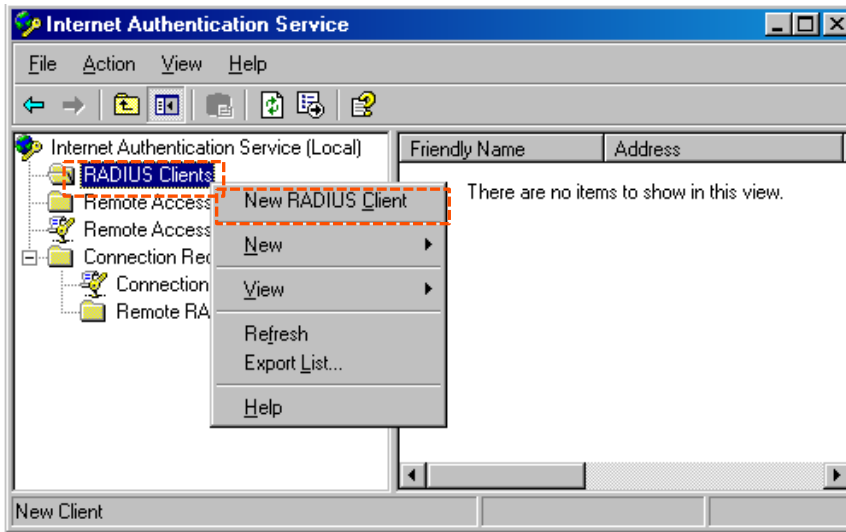 Internet Authentication Service
File Action View Help
Internet Authentication Service (Local)
RADIUS Clients
Remote Access
Remote Access
Connection Rec
Connection
Remote RA
New RADIUS Client
New
View
Refresh
Export List...
Help
Friendly Name Address
There are no items to show in this view.
New Client